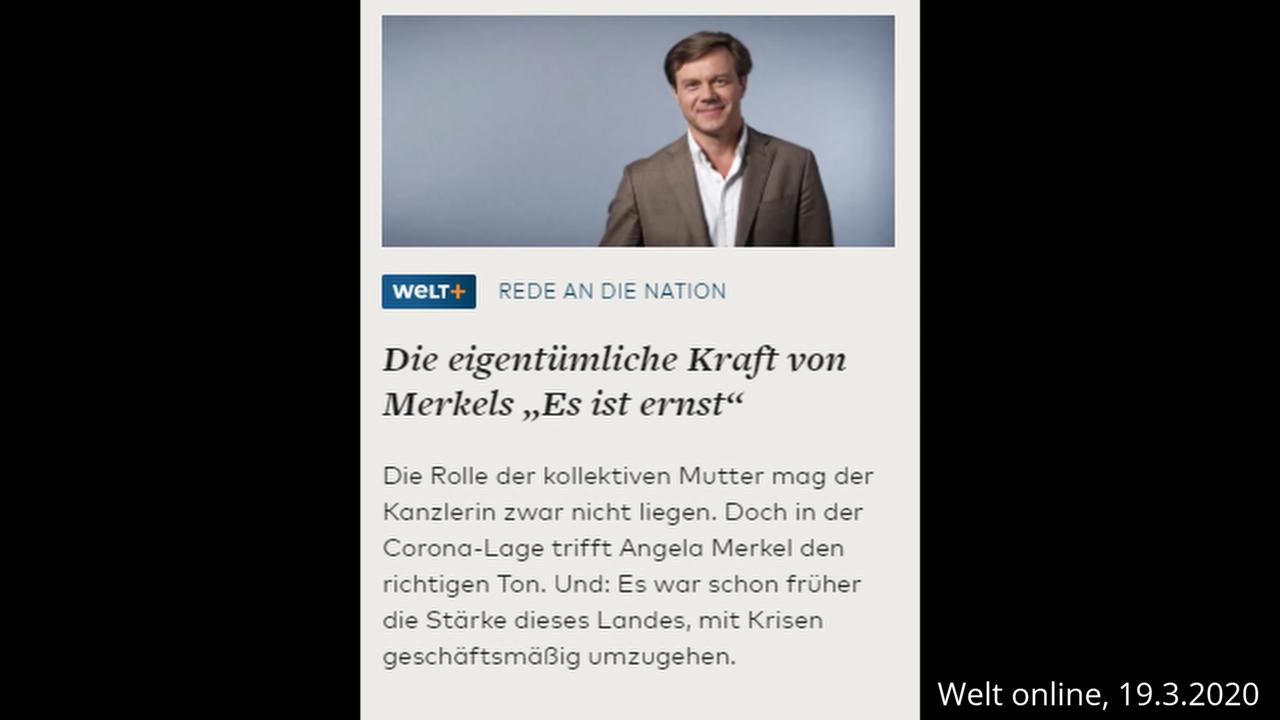 WELT+ REDE AN DIE NATION
Die eigentümliche Kraft von
Merkels „Es ist ernst“
Die Rolle der kollektiven Mutter mag der
Kanzlerin zwar nicht liegen. Doch in der
Corona-Lage trifft Angela Merkel den
richtigen Ton. Und: Es war schon früher
die Stärke dieses Landes, mit Krisen
geschäftsmäßig umzugehen.
Welt online, 19.3.2020